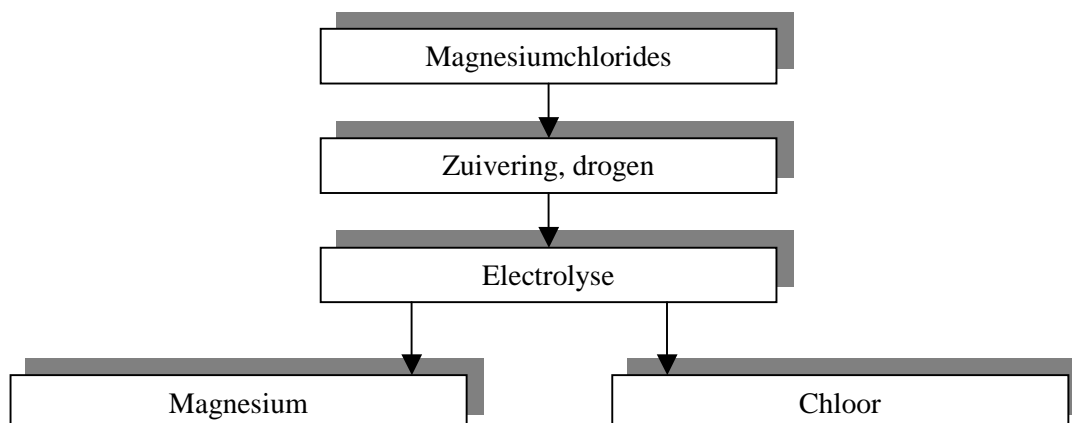 Magnesiumchlorides
Zuivering, drogen
Electrolyse
Magnesium
Chloor